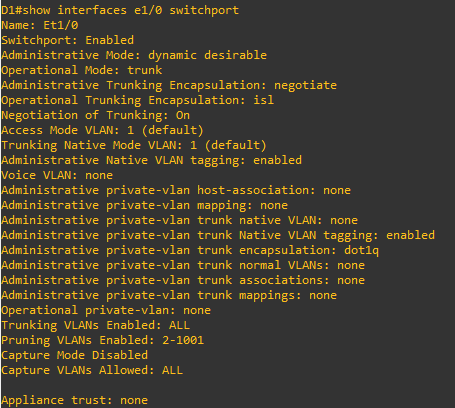 D1#show interfaces e1/0 switchport
Name: Et1/0
Switchport: Enabled
Administrative Mode: dynamic desirable
Operational Mode: trunk
Administrative Trunking Encapsulation: negotiate
Operational Trunking Encapsulation: isl
Negotiation of Trunking: On
Access Mode VLAN: 1 (default)
Trunking Native Mode VLAN: 1 (default)
Administrative Native VLAN tagging: enabled
Voice VLAN: none
Administrative private-vlan host-association: none
Administrative private-vlan mapping: none
Administrative private-vlan trunk native VLAN: none
Administrative private-vlan trunk Native VLAN tagging: enabled
Administrative private-vlan trunk encapsulation: dot1q
Administrative private-vlan trunk normal VLANs: none
Administrative private-vlan trunk associations: none
Administrative private-vlan trunk mappings: none
Operational private-vlan: none
Trunking VLANs Enabled: ALL
Pruning VLANs Enabled: 2-1001
Capture Mode Disabled
Capture VLANs Allowed: ALL

Appliance trust: none